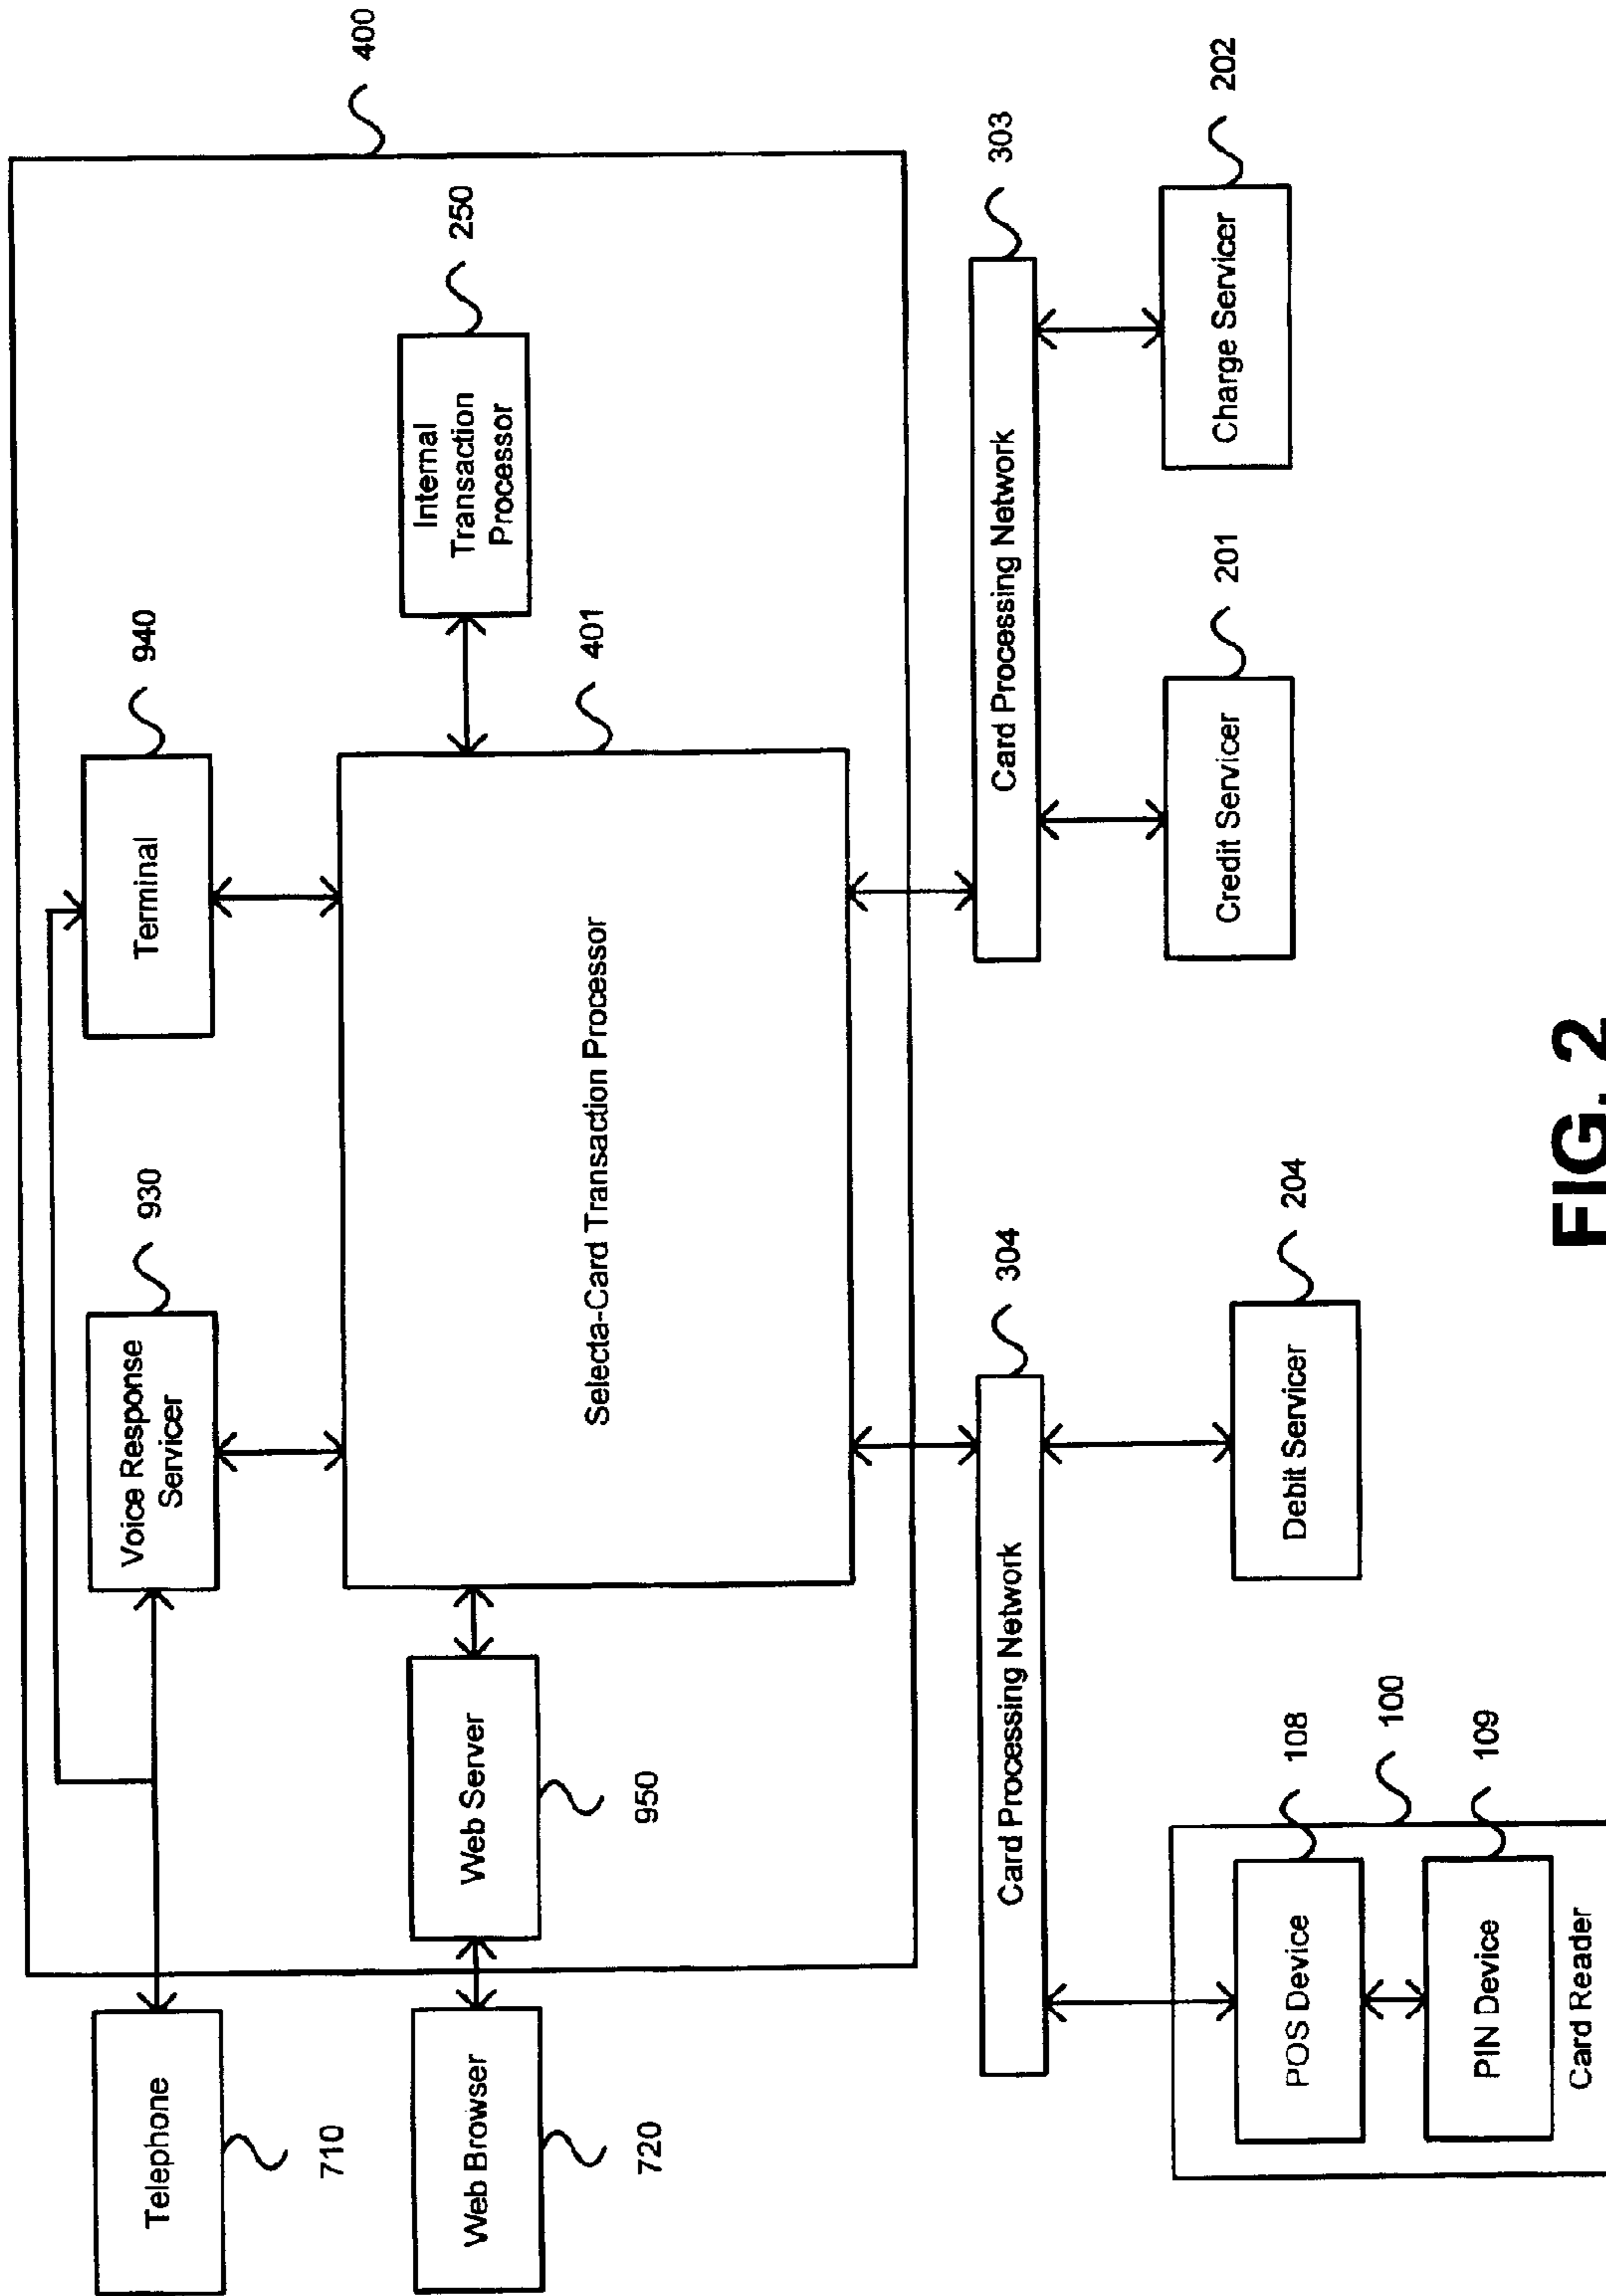 400
940
930
Telephone
710
Voice Response
Servicer
Terminal
Internal
Transaction
Processor
250
Web Browser
720
Web Server
950
Selecta-Card Transaction Processor
401
Card Processing Network
304
Card Processing Network
303
POS Device
108
100
PIN Device
109
Card Reader
Debit Servicer
204
Credit Servicer
201
Charge Servicer
202
FIG. 2